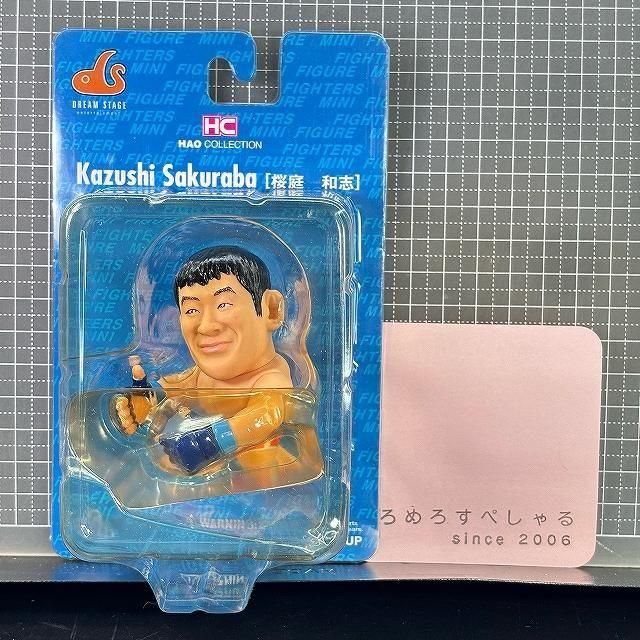 DREAM STAGE
entertainment
FIGHTERS MINI FIGURE
HC
HAO COLLECTION
Kazushi Sakuraba [桜庭 和志]
WARNING
UP
ろめろすぺしゃる
since 2006